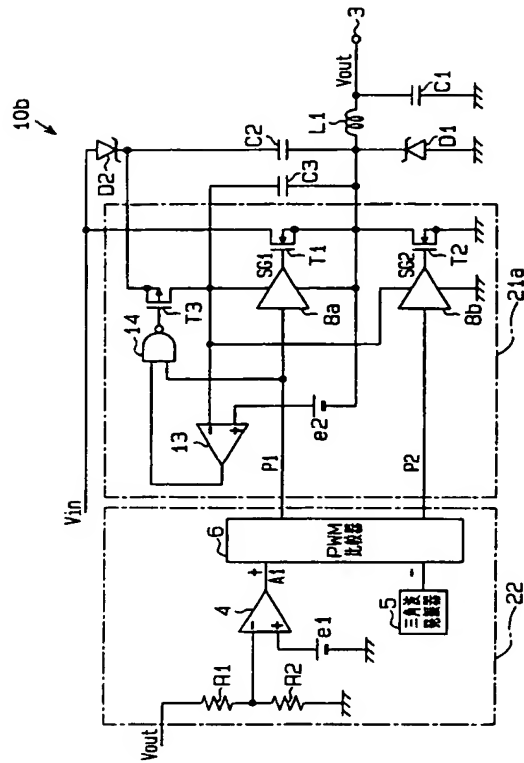 10b
Vin
D2
T3
14
C2
C3
13
SG1
T1
8a
L1
Vout
3
C1
D1
SG2
T2
8b
e2
P1
P2
21a
6
PWM
比較器
4
A1
+
-
+
-
-
+
5
三角波
発振器
e1
Vout
R1
R2
22